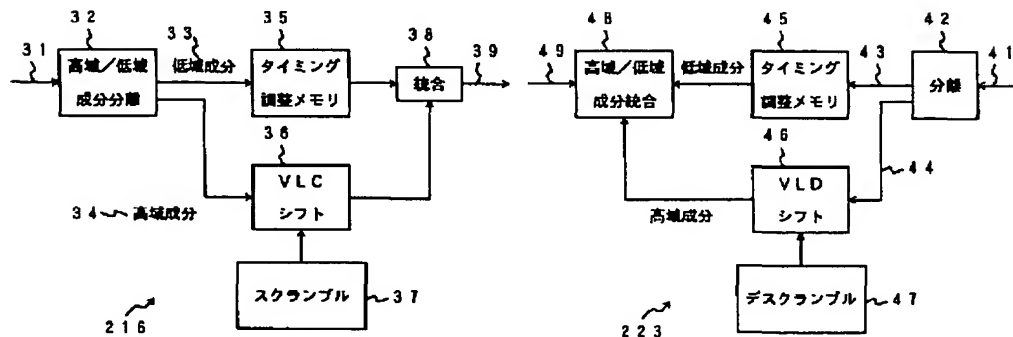 31
32
高域/低域
成分分離
33
低域成分
35
タイミング
調整メモリ
38
統合
39
34
高域成分
36
VLC
シフト
スクランブル
37
216
49
48
高域/低域
成分統合
低域成分
45
タイミング
調整メモリ
43
42
分離
41
44
46
VLD
シフト
高域成分
デスクランブル
47
223